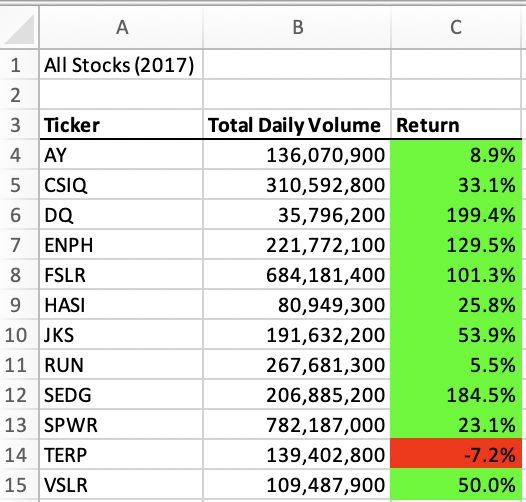 A B C
1 All Stocks (2017)
2
3 Ticker Total Daily Volume Return
4 AY 136,070,900 8.9%
5 CSIQ 310,592,800 33.1%
6 DQ 35,796,200 199.4%
7 ENPH 221,772,100 129.5%
8 FSLR 684,181,400 101.3%
9 HASI 80,949,300 25.8%
10 JKS 191,632,200 53.9%
11 RUN 267,681,300 5.5%
12 SEDG 206,885,200 184.5%
13 SPWR 782,187,000 23.1%
14 TERP 139,402,800 -7.2%
15 VSLR 109,487,900 50.0%